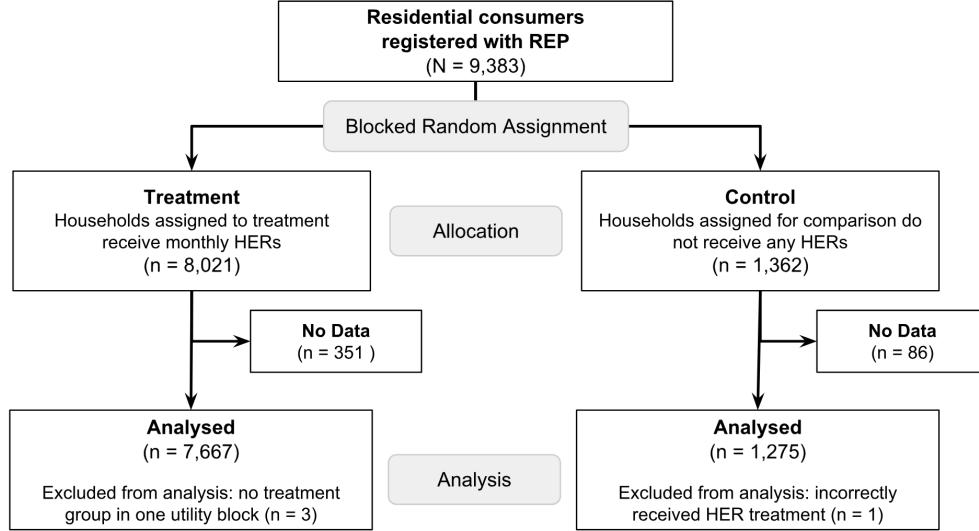 Residential consumers
registered with REP
(N = 9,383)
Blocked Random Assignment
Treatment
Households assigned to treatment
receive monthly HERs
(n = 8,021)
Allocation
Control
Households assigned for comparison do
not receive any HERs
(n = 1,362)
No Data
(n = 351 )
No Data
(n = 86)
Analysed
(n = 7,667)
Excluded from analysis: no treatment
group in one utility block (n = 3)
Analysis
Analysed
(n = 1,275)
Excluded from analysis: incorrectly
received HER treatment (n = 1)